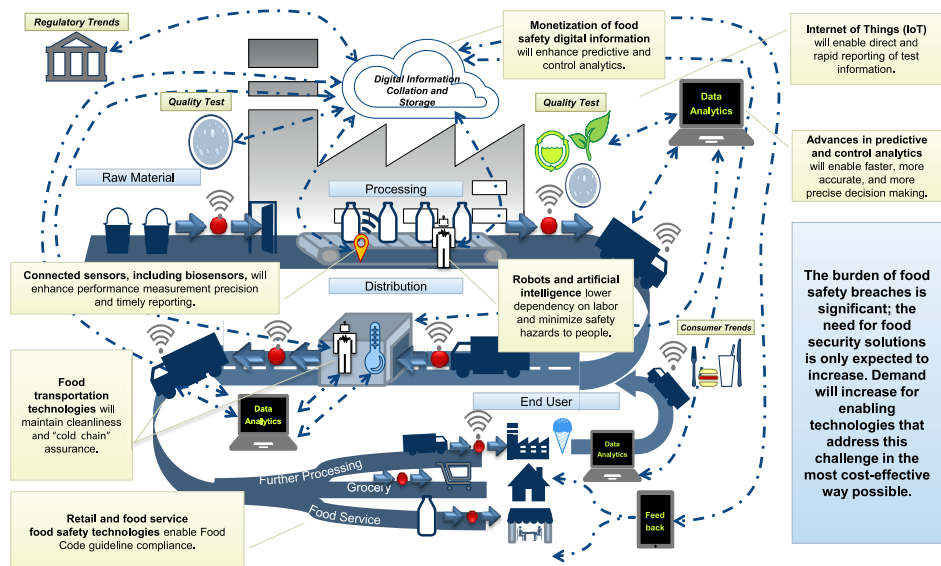 Regulatory Trends
Monetization of food
safety digital information
will enhance predictive and
control analytics.
Internet of Things (IoT)
will enable direct and
rapid reporting of test
information.
Digital Information
Collation and
Storage
Quality Test
Quality Test
Data
Analytics
Advances in predictive
and control analytics
will enable faster, more
accurate, and more
precise decision making.
Raw Material
Processing
Connected sensors, including biosensors, will
enhance performance measurement precision
and timely reporting.
Distribution
Robots and artificial
intelligence lower
dependency on labor
and minimize safety
hazards to people.
The burden of food
safety breaches is
significant; the
need for food
security solutions
is only expected to
increase. Demand
will increase for
enabling
technologies that
address this
challenge in the
most cost-effective
way possible.
Consumer Trends
Food
transportation
technologies will
maintain cleanliness
and “cold chain”
assurance.
Data
Analytics
End User
Data
Analytics
Further Processing
Grocery
Food Service
Feed
back
Retail and food service
food safety technologies enable Food
Code guideline compliance.